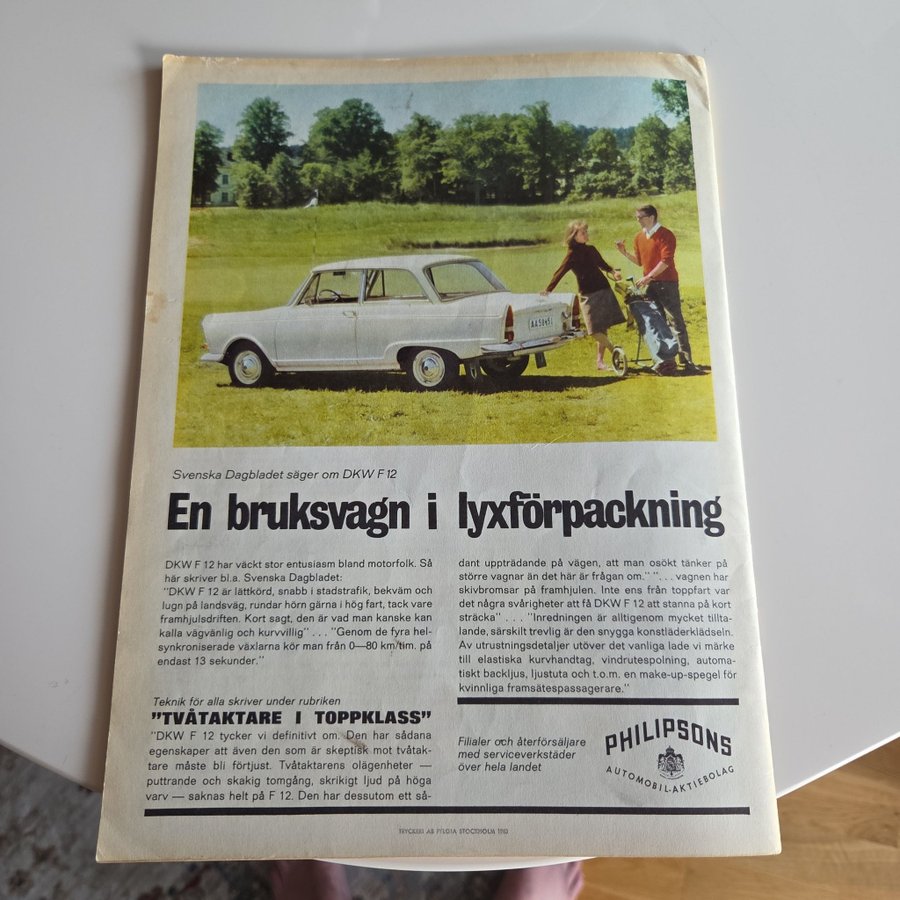 AA5845
Svenska Dagbladet säger om DKW F 12
En bruksvagn i lyxförpackning
DKW F 12 har väckt stor entusiasm bland motorfolk. Så
här skriver bl.a. Svenska Dagbladet:
"DKW F 12 är lättkörd, snabb i stadstrafik, bekväm och
lugn på landsväg, rundar hörn gärna i hög fart, tack vare
framhjulsdriften. Kort sagt, den är vad man kanske kan
kalla vägvänlig och kurvvillig" . . . "Genom de fyra hel-
synkroniserade växlarna kör man från 0—80 km/tim. på
endast 13 sekunder."
Teknik för alla skriver under rubriken
"TVÅTAKTARE I TOPPKLASS"
"DKW F 12 tycker vi definitivt om. Den har sådana
egenskaper att även den som är skeptisk mot tvåtak-
tare måste bli förtjust. Tvåtaktarens olägenheter —
puttrande och skakig tomgång, skrikigt ljud på höga
varv — saknas helt på F 12. Den har dessutom ett så-
dant uppträdande på vägen, att man osökt tänker på
större vagnar än det här är frågan om." ". . . vagnen har
skivbromsar på framhjulen. Inte ens från toppfart var
det några svårigheter att få DKW F 12 att stanna på kort
sträcka" . . . "Inredningen är alltigenom mycket tillta-
lande, särskilt trevlig är den snygga konstläderklädseln.
Av utrustningsdetaljer utöver det vanliga lade vi märke
till elastiska kurvhandtag, vindrutespolning, automa-
tiskt backljus, ljustuta och t.o.m. en make-up-spegel för
kvinnliga framsätespassagerare."
Filialer och återförsäljare
med serviceverkstäder
över hela landet
PHILIPSONS
AUTOMOBIL-AKTIEBOLAG
TRYCKERI AB STOCKHOLM 1963